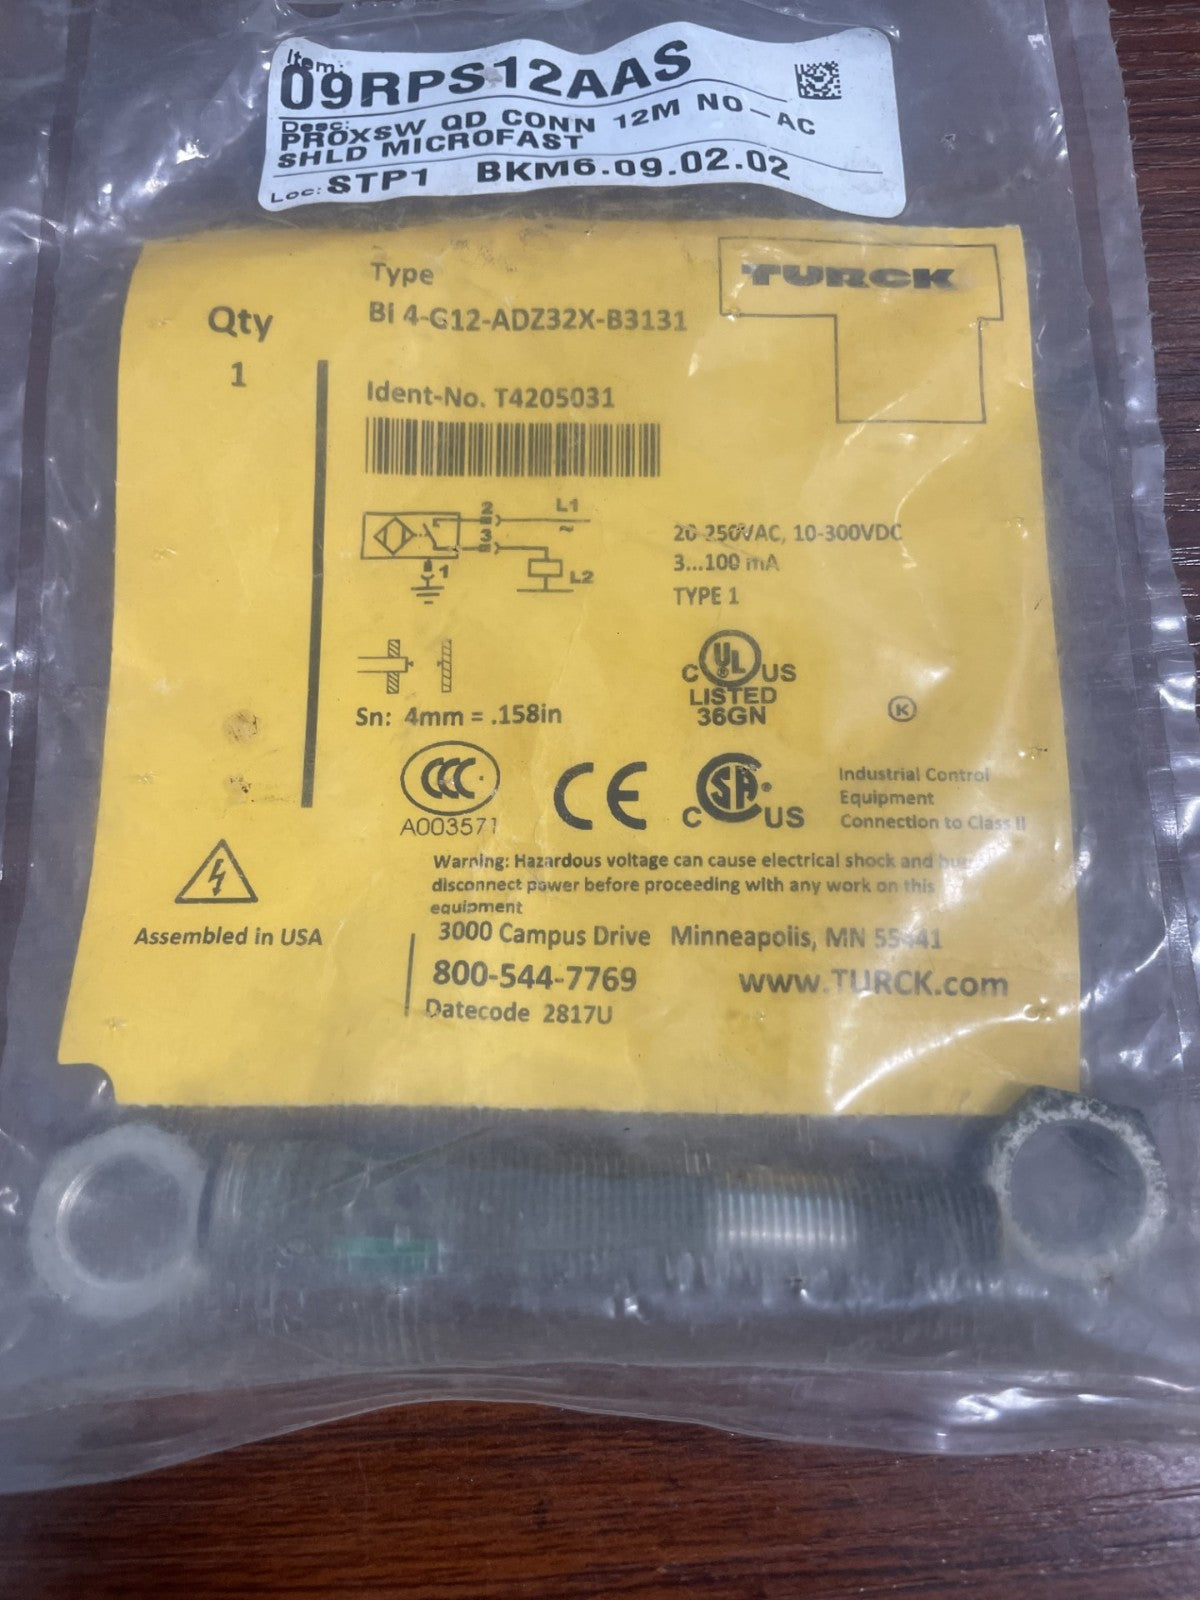 Item:
09RPS12AAS
Desc:
PROXSW QD CONN 12M NO-AC
SHLD MICROFAST
Loc: STP1 BKM6.09.02.02
TURCK
Type
Bi 4-G12-ADZ32X-B3131
Qty
1
Ident-No. T4205031
2 L1
~
3
1 L2
20-250VAC, 10-300VDC
3...100 mA
TYPE 1
C UL US
LISTED
36GN
K
Sn: 4mm = .158in
CCC
A003571
CE
C SA US
Industrial Control
Equipment
Connection to Class II
Warning: Hazardous voltage can cause electrical shock and
disconnect power before proceeding with any work on this
equipment
Assembled in USA
3000 Campus Drive Minneapolis, MN 55441
800-544-7769 www.TURCK.com
Datecode 2817U